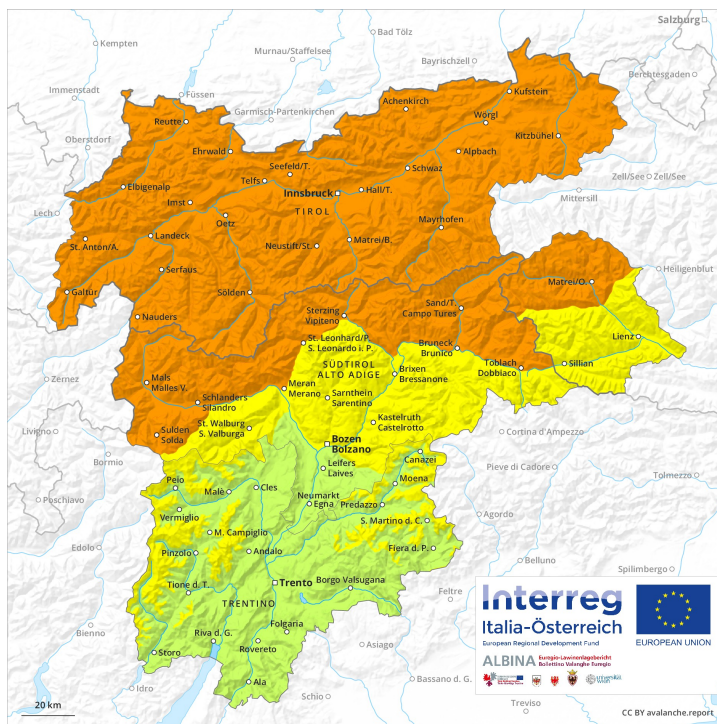 Salzburg
Bad Tölz
Kempten
Murnau/Staffelsee
Bayrischzell
Berchtesgaden
Immenstadt
Füssen
Kufstein
Achenkirch
Garmisch-Partenkirchen
Reutte
Wörgl
Oberstdorf
Kitzbühel
Ehrwald
Alpbach
Seefeld/T.
Schwaz
Zell/See
Zell/See
Telfs
Elbigenalp
Innsbruck
Hall/T.
Mittersill
Imst
Lech
Oetz
TIROL
Mayrhofen
Landeck
St. Anton/A.
Neustift/St.
Matrei/B.
Serfaus
Heiligenblut
Matrei/O.
Galtür
Sölden
Sand/T.
Campo Tures
Nauders
Sterzing
Vipiteno
Lienz
St. Leonhard/P.
S. Leonardo i. P.
Bruneck
Brunico
Sillian
Toblach
Dobbiaco
SÜDTIROL
ALTO ADIGE
Brixen
Bressanone
Zernez
Mals
Malles V.
Meran
Merano
Schlanders
Silandro
Sarnthein
Sarentino
St. Walburg
S. Valburga
Kastelruth
Castelrotto
Livigno
Sulden
Solda
Cortina d'Ampezzo
Bozen
Bolzano
Canazei
Bormio
Leifers
Laives
Pieve di Cadore
Tolmezzo
Peio
Moena
Poschiavo
Malè
Cles
Neumarkt
Egna
Predazzo
Vermiglio
Agordo
S. Martino d. C.
M. Campiglio
Edolo
Fiera d. P.
Pinzolo
Andalo
Belluno
Spilimbergo
Trento
Borgo Valsugana
Tione d. T.
Feltre
TRENTINO
Folgaria
Bienno
Riva d. G.
Rovereto
Asiago
Storo
Ala
Bassano d. G.
Idro
Schio
Treviso
20 km
Interreg
Italia-Österreich
European Regional Development Fund
EUROPEAN UNION
ALBINA
Euregio-Lawinenlagebericht
Bollettino Valanghe Euregio
universität
wien
CC BY avalanche.report